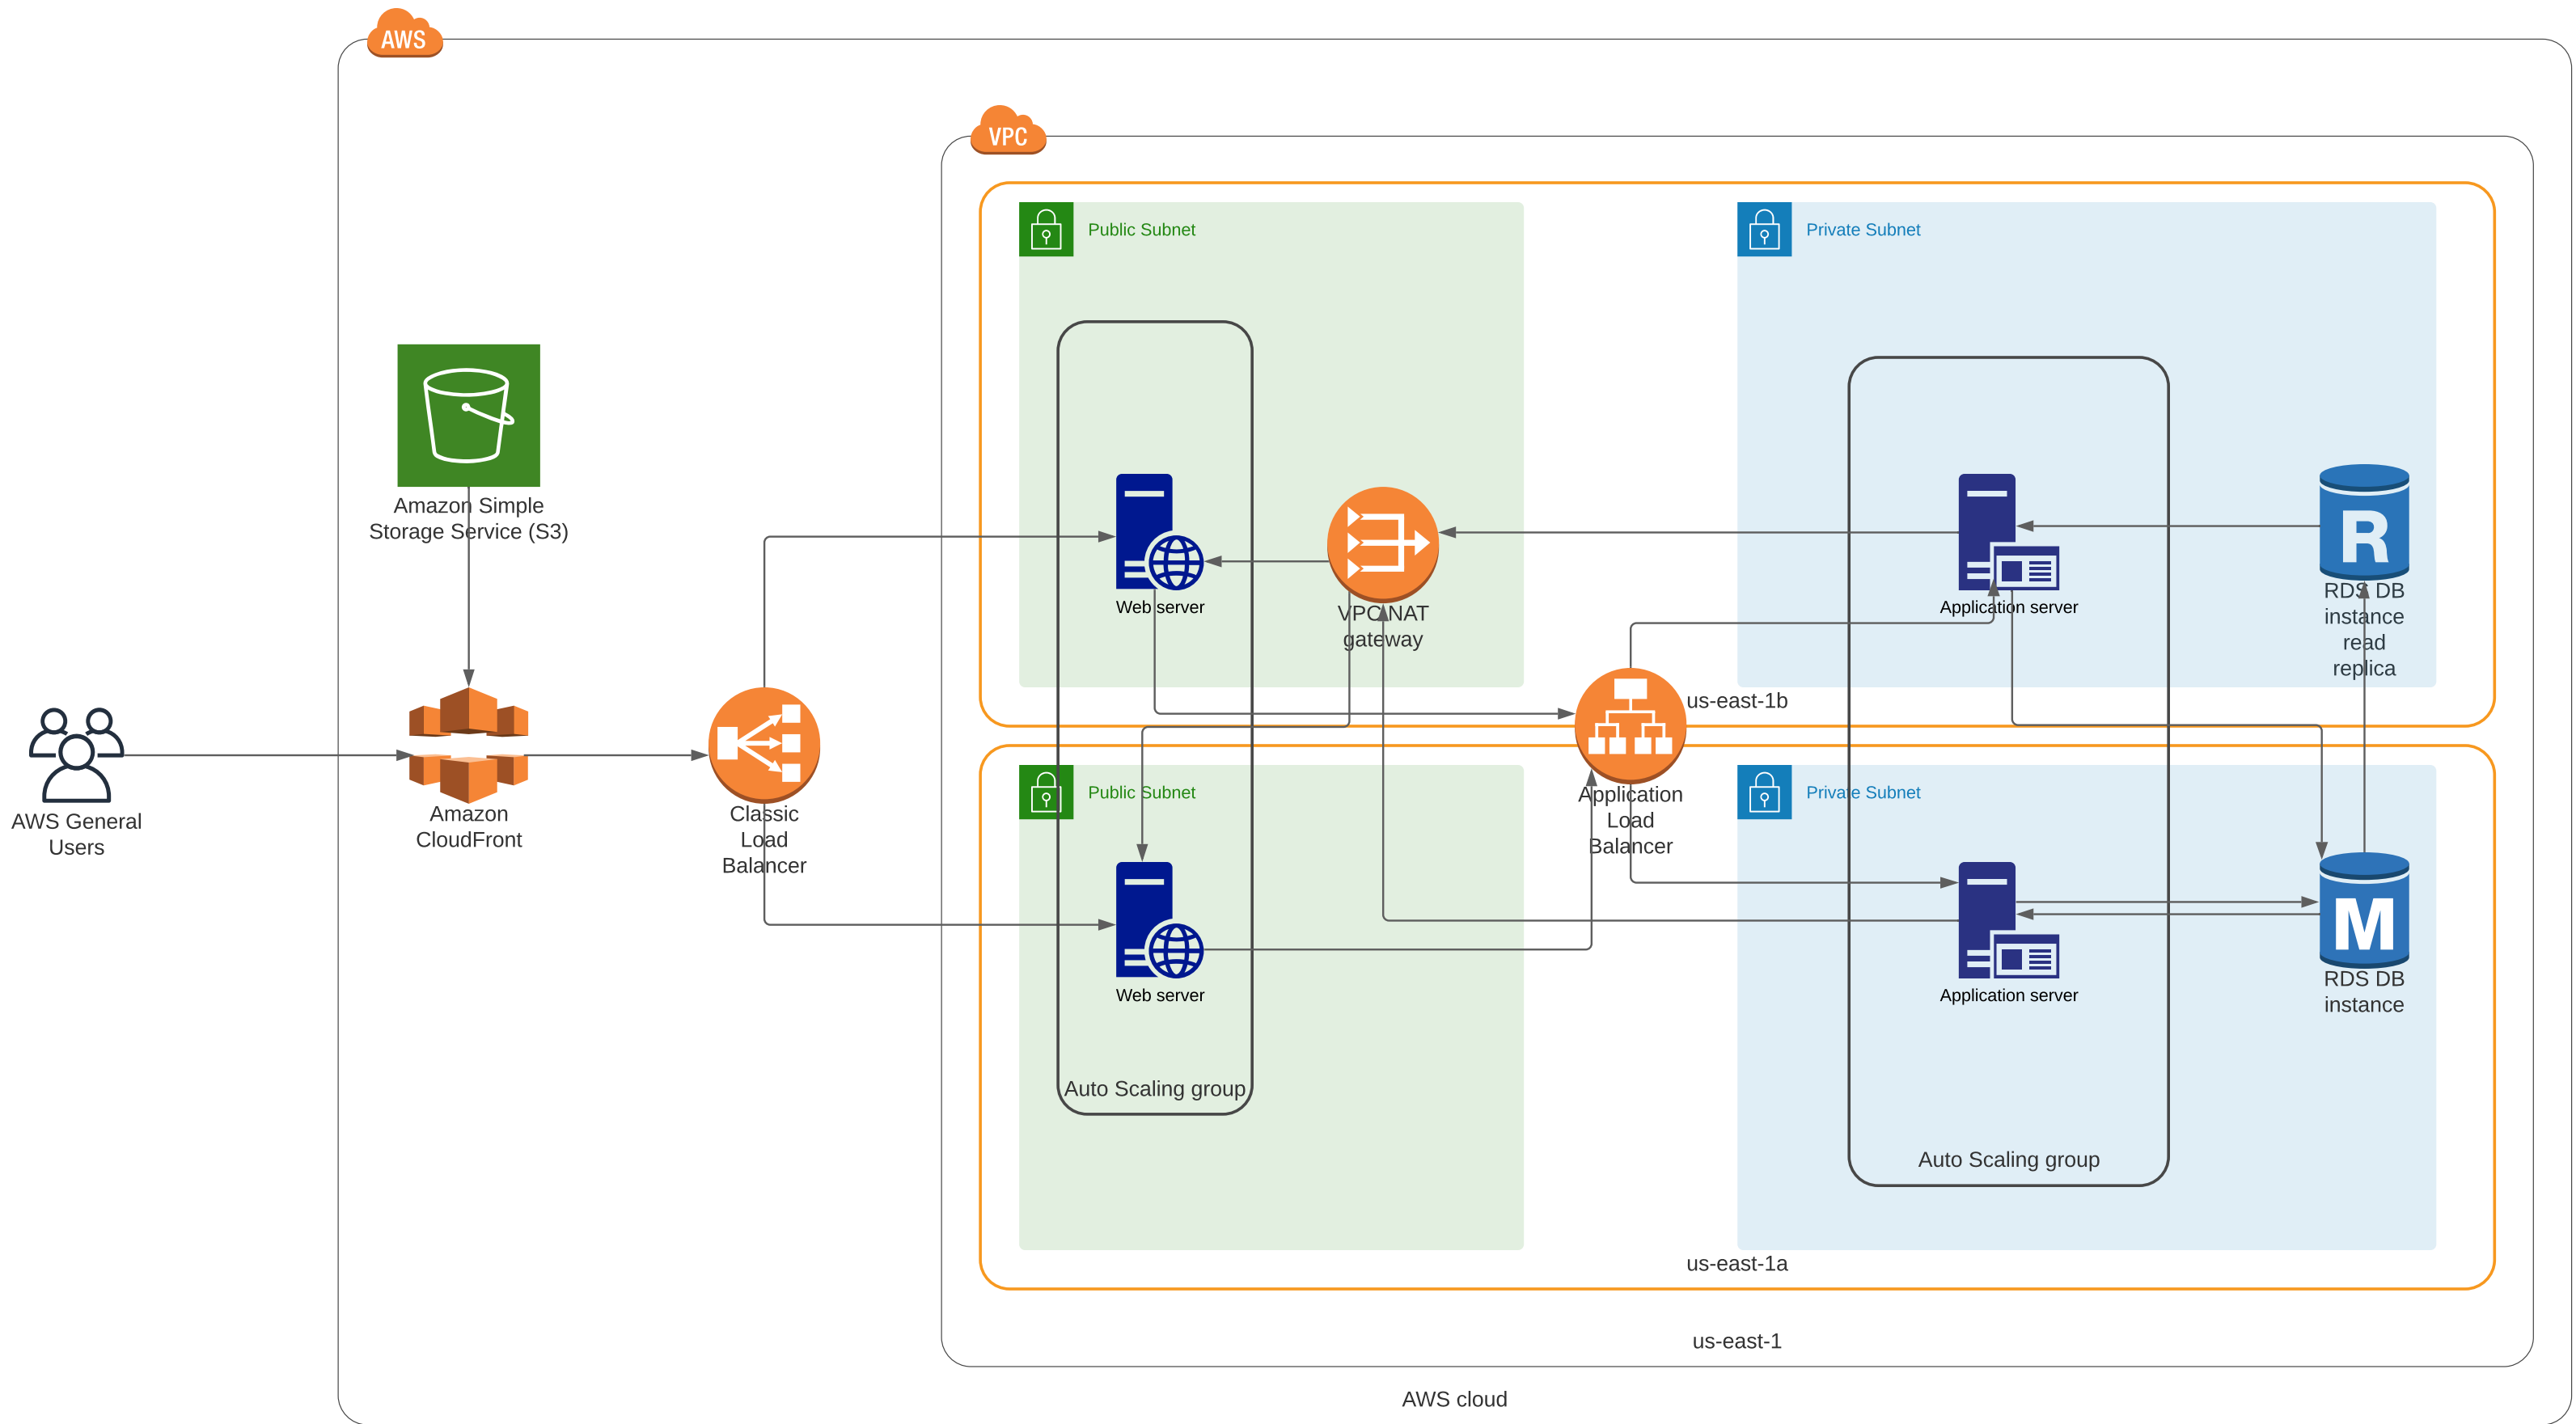 AWS
VPC
Public Subnet
Private Subnet
Amazon Simple
Storage Service (S3)
R
Web server
VPC NAT
gateway
Application server
RDS DB
instance
read
replica
us-east-1b
AWS General
Users
Amazon
CloudFront
Classic
Load
Balancer
Public Subnet
Application
Load
Balancer
Private Subnet
M
Web server
Application server
RDS DB
instance
Auto Scaling group
Auto Scaling group
us-east-1a
us-east-1
AWS cloud